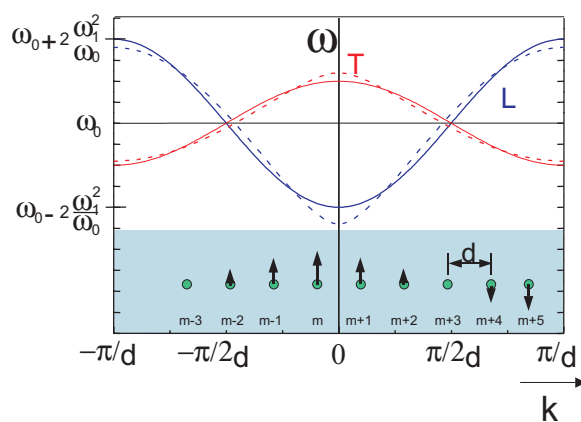 ω₀+2 ω₁²/ω₀
ω
T
L
ω₀
ω₀-2 ω₁²/ω₀
d
m-3 m-2 m-1 m m+1 m+2 m+3 m+4 m+5
−π/d −π/2d 0 π/2d π/d
k